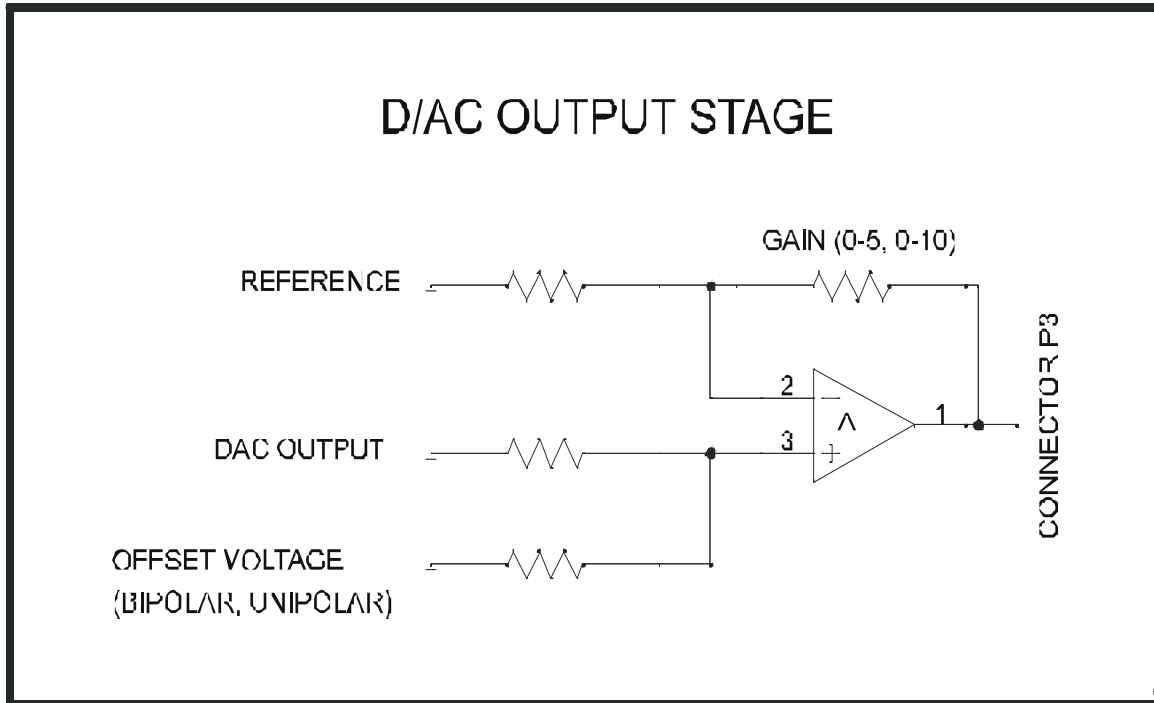 D/AC OUTPUT STAGE
GAIN (0-5, 0-10)
REFERENCE
2
1
3
DAC OUTPUT
CONNECTOR P3
OFFSET VOLTAGE
(BIPOLAR, UNIPOLAR)